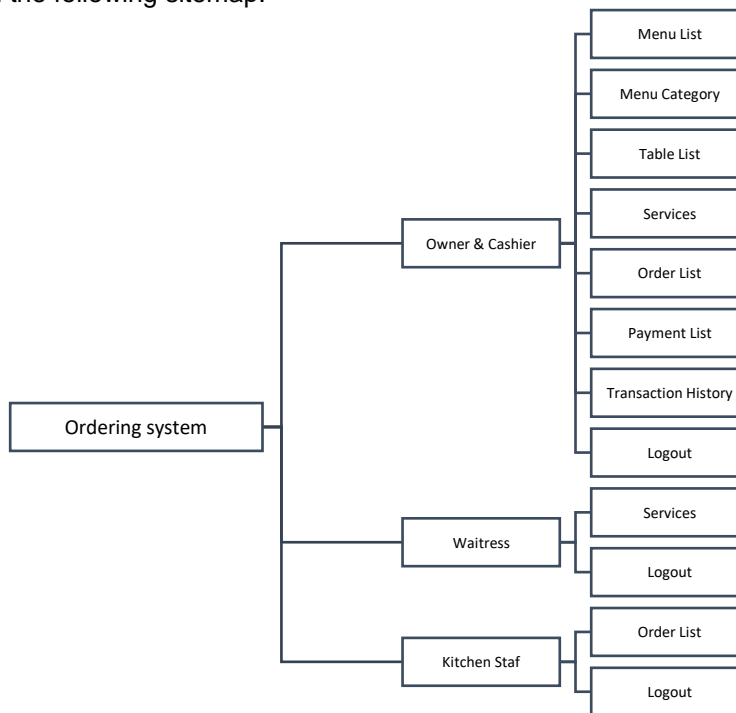 the following sitemap:
Menu List
Menu Category
Table List
Services
Owner & Cashier
Order List
Payment List
Transaction History
Logout
Ordering system
Services
Waitress
Logout
Order List
Kitchen Staf
Logout